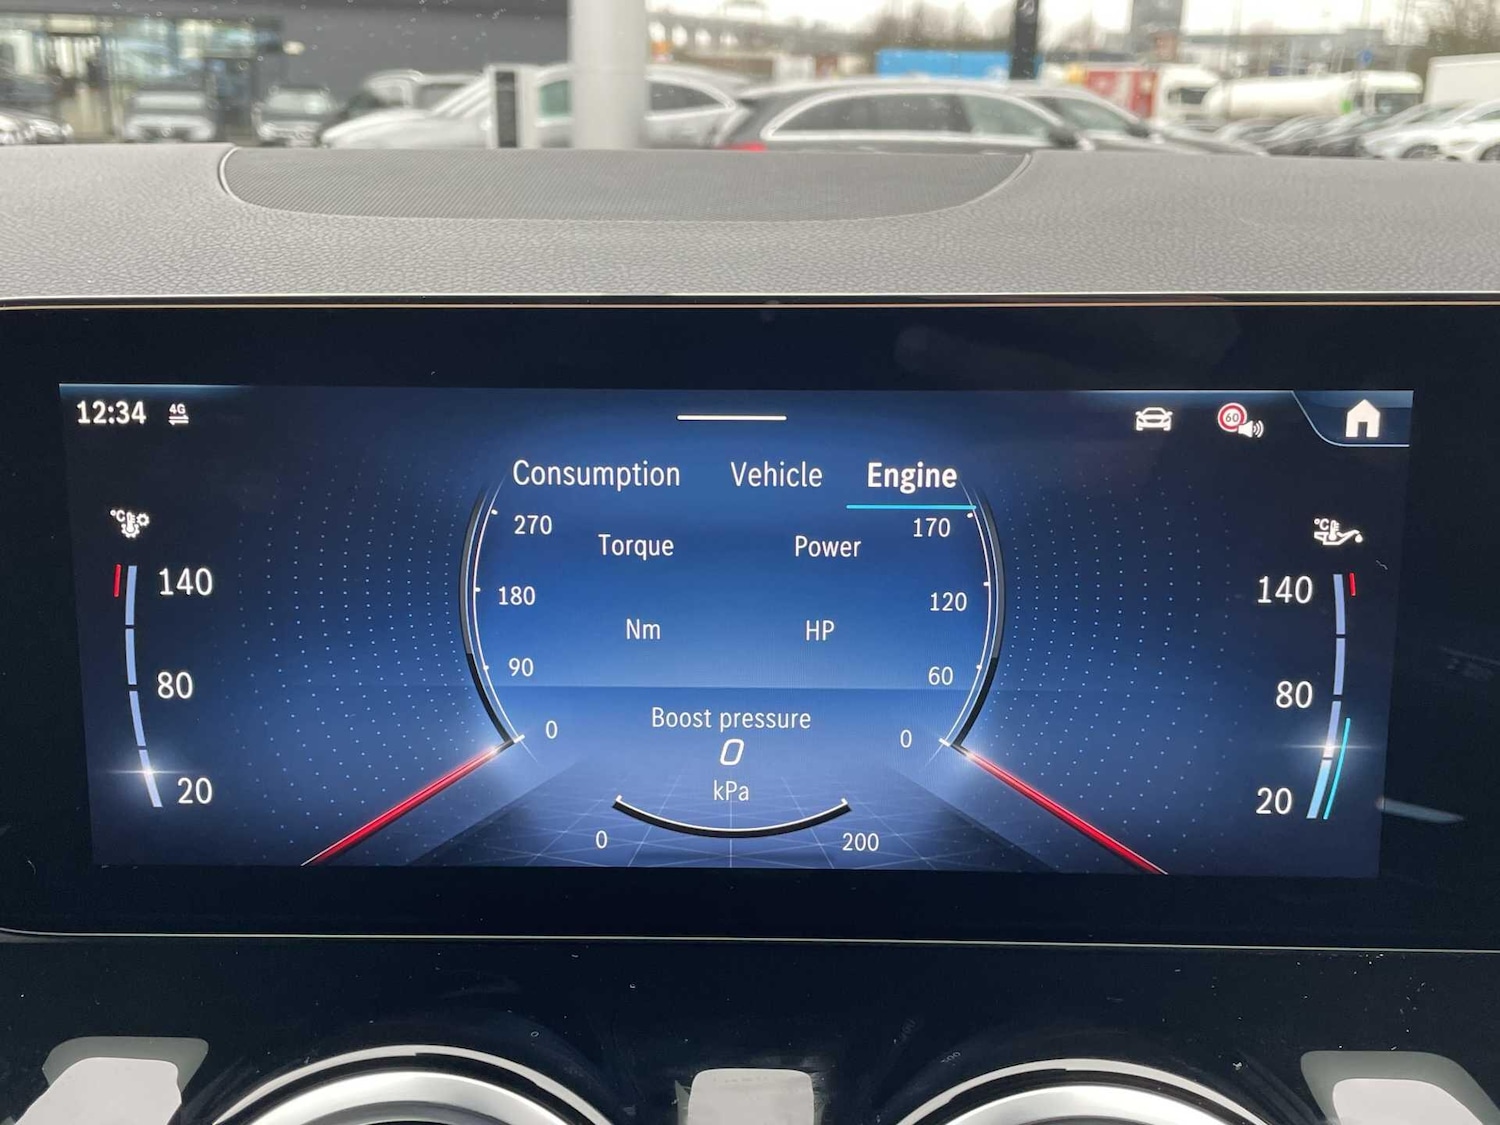 12:34 4G 60
Consumption Vehicle Engine
270 170
°C °C
Torque Power
140 140
180 120
Nm HP
90 60
80 80
Boost pressure
0 0
0
kPa
20 20
0 200